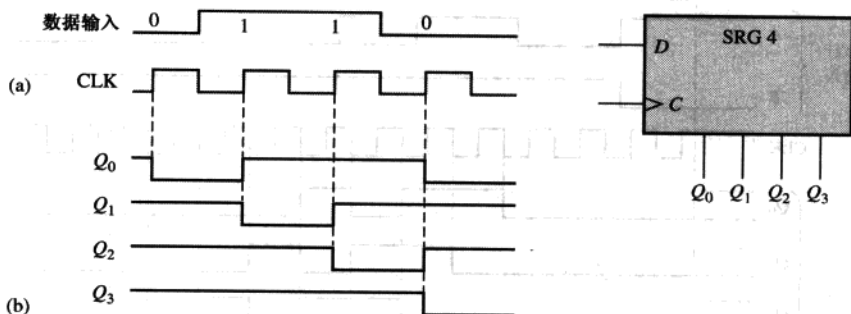 数据输入 0 1 1 0
(a) CLK
Q0
Q1
Q2
(b) Q3
SRG 4
D
C
Q0 Q1 Q2 Q3